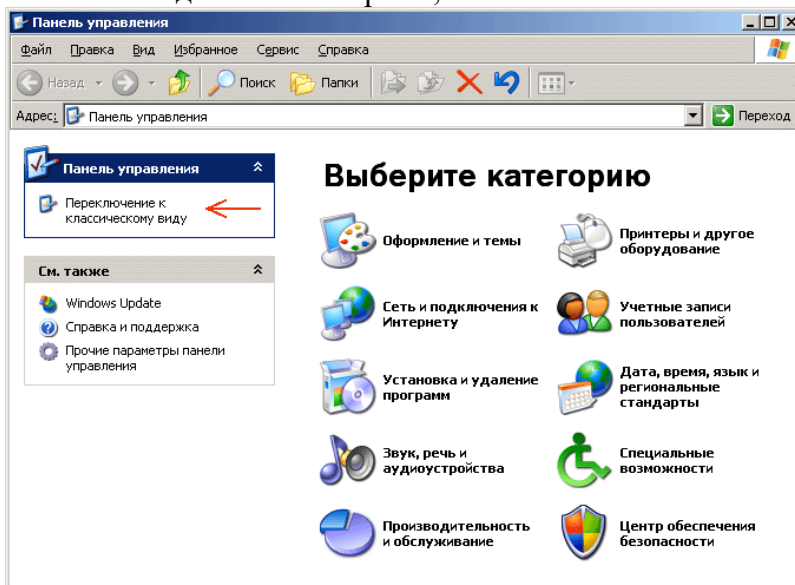 Панель управления
Файл Правка Вид Избранное Сервис Справка
Назад Поиск Папки
Адрес: Панель управления Переход
Панель управления
Переключение к
классическому виду
См. также
Windows Update
Справка и поддержка
Прочие параметры панели
управления
Выберите категорию
Оформление и темы
Принтеры и другое
оборудование
Сеть и подключения к
Интернету
Учетные записи
пользователей
Установка и удаление
программ
Дата, время, язык и
региональные
стандарты
Звук, речь и
аудиоустройства
Специальные
возможности
Производительность
и обслуживание
Центр обеспечения
безопасности